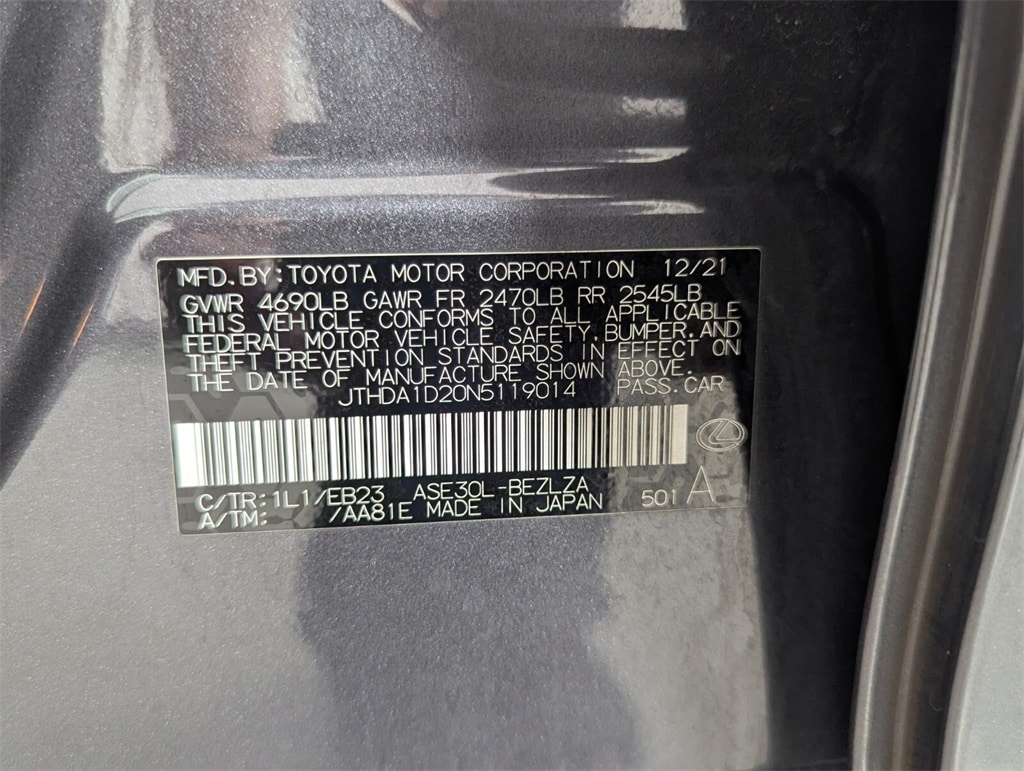 MFD.BY:TOYOTA MOTOR CORPORATION 12/21
GVWR 4690LB GAWR FR 2470LB RR 2545LB
THIS VEHICLE CONFORMS TO ALL APPLICABLE
FEDERAL MOTOR VEHICLE SAFETY,BUMPER,AND
THEFT PREVENTION STANDARDS IN EFFECT ON
THE DATE OF MANUFACTURE SHOWN ABOVE.
JTHDA1D20N5119014 PASS.CAR
C/TR:1L1/EB23 ASE30L-BEZLZA 501 A
A/TM: /AA81E MADE IN JAPAN